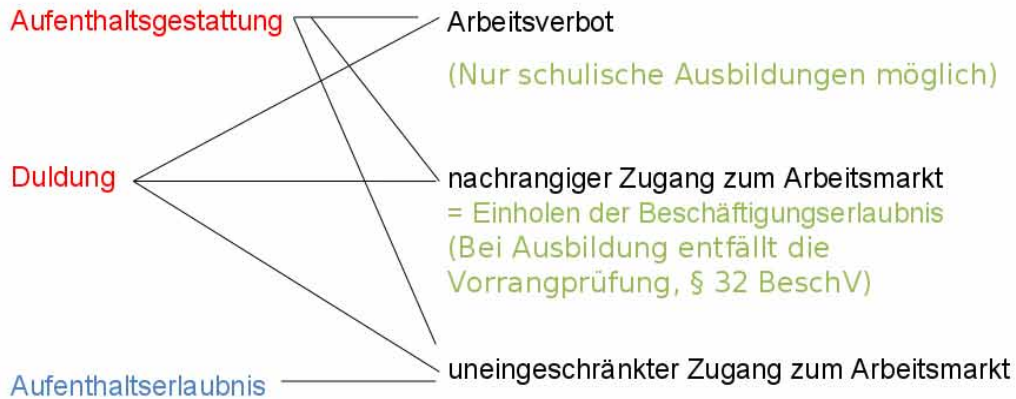 Aufenthaltsgestattung
Arbeitsverbot
(Nur schulische Ausbildungen möglich)
Duldung
nachrangiger Zugang zum Arbeitsmarkt
= Einholen der Beschäftigungserlaubnis
(Bei Ausbildung entfällt die
Vorrangprüfung, § 32 BeschV)
uneingeschränkter Zugang zum Arbeitsmarkt
Aufenthaltserlaubnis